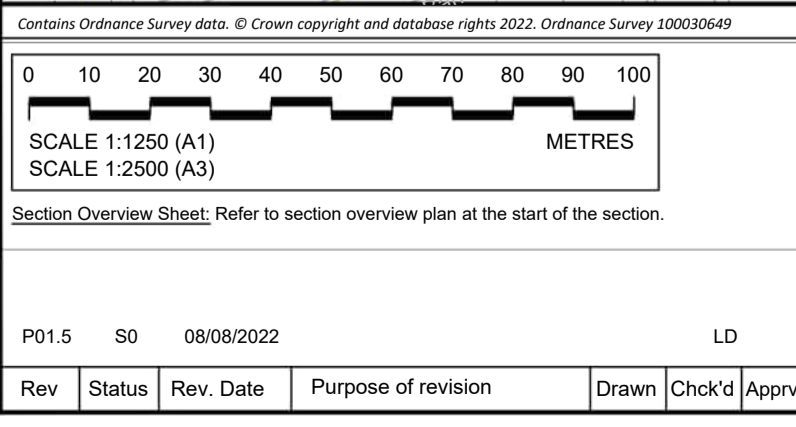 Contains Ordnance Survey data. © Crown copyright and database rights 2022. Ordnance Survey 100030649
0 10 20 30 40 50 60 70 80 90 100
SCALE 1:1250 (A1) METRES
SCALE 1:2500 (A3)
Section Overview Sheet: Refer to section overview plan at the start of the section.
P01.5 S0 08/08/2022 LD
Rev Status Rev. Date Purpose of revision Drawn Chck'd Apprv